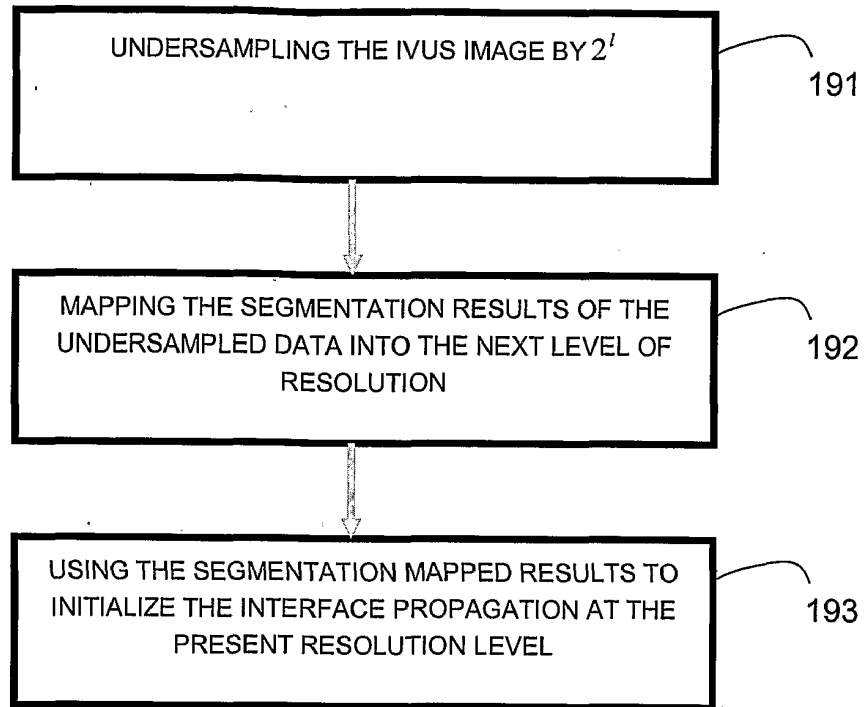 UNDERSAMPLING THE IVUS IMAGE BY 2^l
191
MAPPING THE SEGMENTATION RESULTS OF THE
UNDERSAMPLED DATA INTO THE NEXT LEVEL OF
RESOLUTION
192
USING THE SEGMENTATION MAPPED RESULTS TO
INITIALIZE THE INTERFACE PROPAGATION AT THE
PRESENT RESOLUTION LEVEL
193